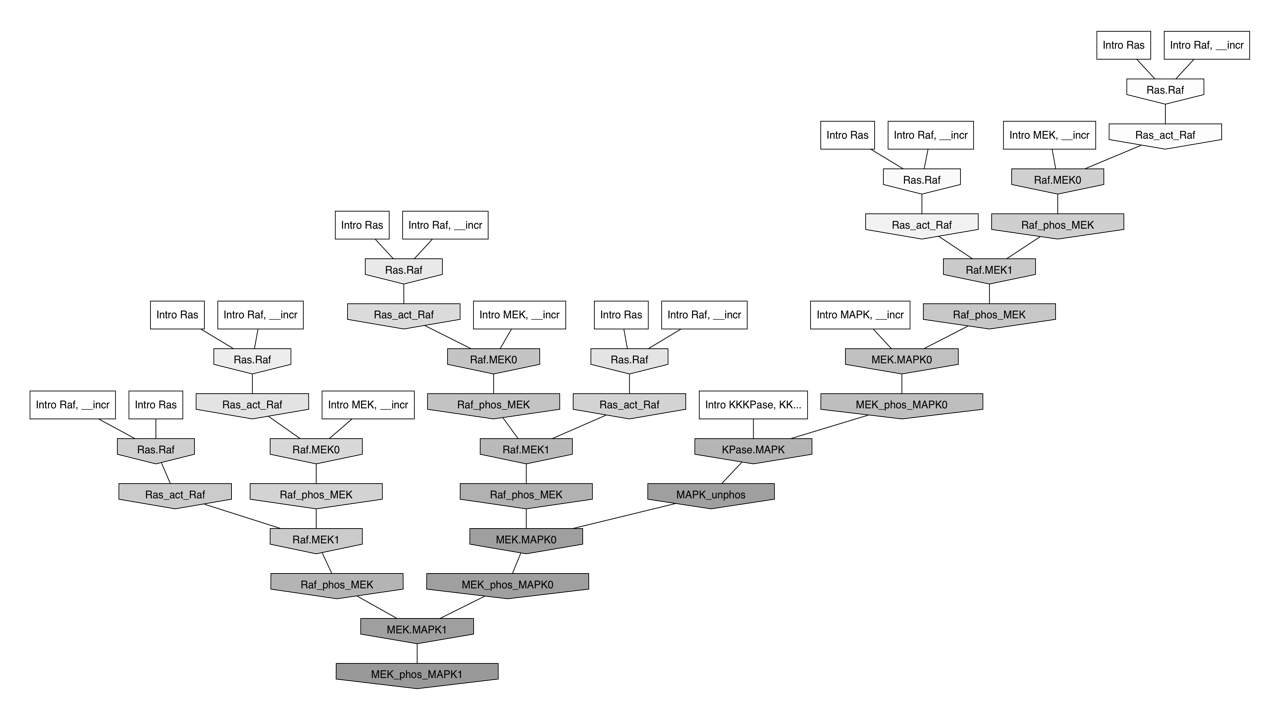 Intro Ras
Intro Raf, __incr
Ras.Raf
Intro Ras
Intro Raf, __incr
Intro MEK, __incr
Ras_act_Raf
Ras.Raf
Raf.MEK0
Intro Ras
Intro Raf, __incr
Ras_act_Raf
Raf_phos_MEK
Ras.Raf
Raf.MEK1
Intro Ras
Intro Raf, __incr
Ras_act_Raf
Intro MEK, __incr
Intro Ras
Intro Raf, __incr
Intro MAPK, __incr
Raf_phos_MEK
Ras.Raf
Raf.MEK0
Ras.Raf
MEK.MAPK0
Intro Raf, __incr
Intro Ras
Ras_act_Raf
Intro MEK, __incr
Raf_phos_MEK
Ras_act_Raf
Intro KKKPase, KK...
MEK_phos_MAPK0
Ras.Raf
Raf.MEK0
Raf.MEK1
KPase.MAPK
Ras_act_Raf
Raf_phos_MEK
Raf_phos_MEK
MAPK_unphos
Raf.MEK1
MEK.MAPK0
Raf_phos_MEK
MEK_phos_MAPK0
MEK.MAPK1
MEK_phos_MAPK1